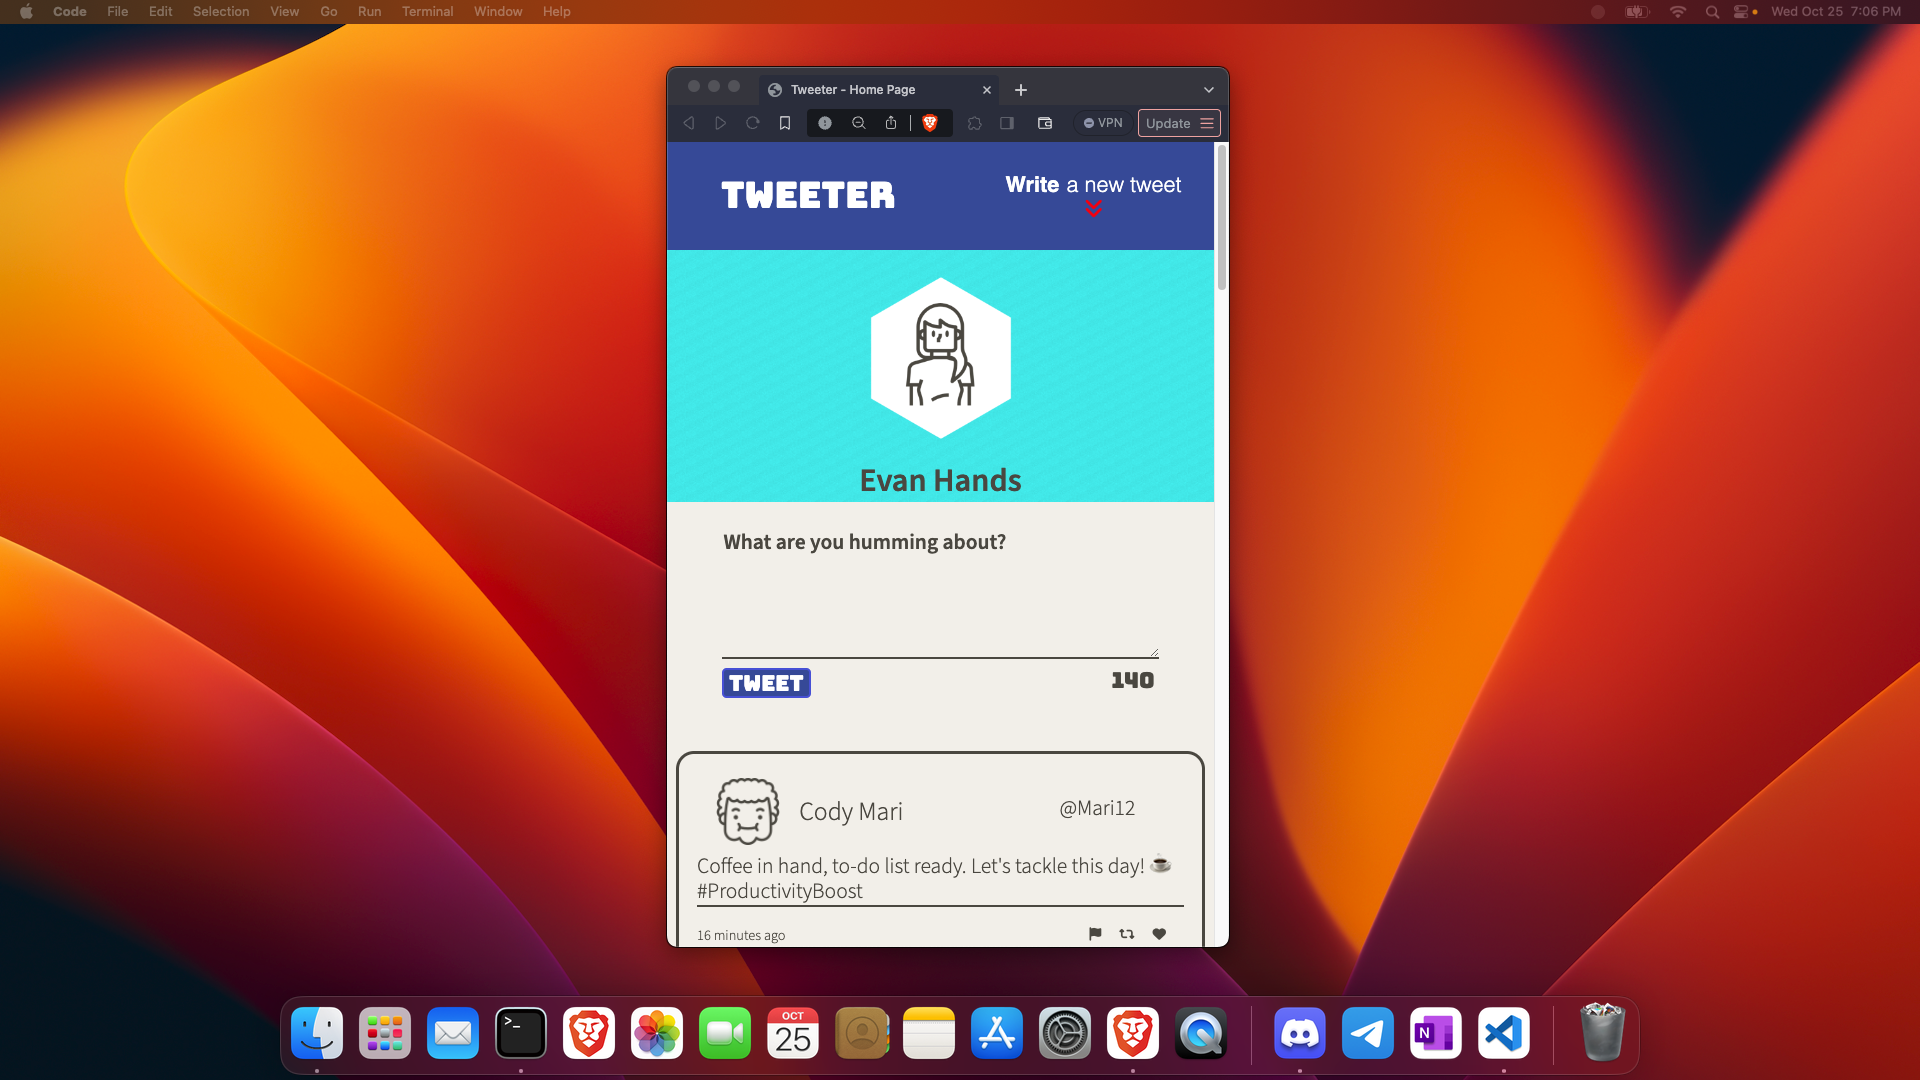 Code File Edit Selection View Go Run Terminal Window Help Wed Oct 25 7:06 PM
Tweeter - Home Page
VPN Update
TWEETER
Write a new tweet
Evan Hands
What are you humming about?
TWEET 140
Cody Mari @Mari12
Coffee in hand, to-do list ready. Let's tackle this day! ☕
#ProductivityBoost
16 minutes ago
>_
OCT
25
N